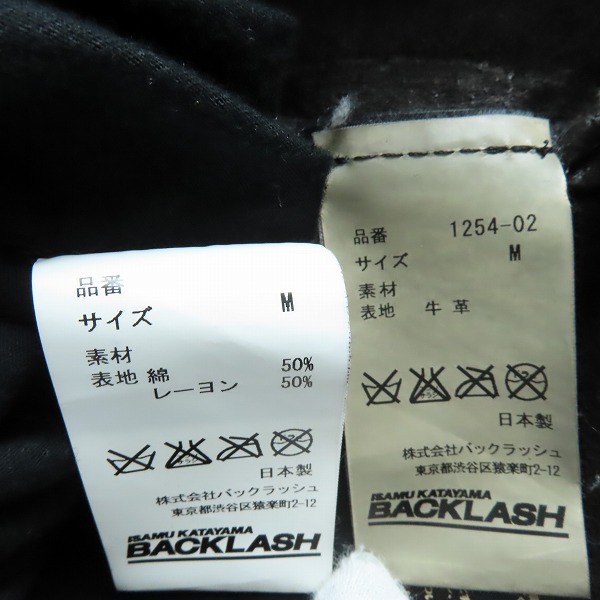 品番
サイズ M
素材
表地 綿 50%
レーヨン 50%
日本製
株式会社バックラッシュ
東京都渋谷区猿楽町2-12
ISAMU KATAYAMA
BACKLASH
品番 1254-02
サイズ M
素材
表地 牛革
日本製
株式会社バックラッシュ
東京都渋谷区猿楽町2-12
ISAMU KATAYAMA
BACKLASH